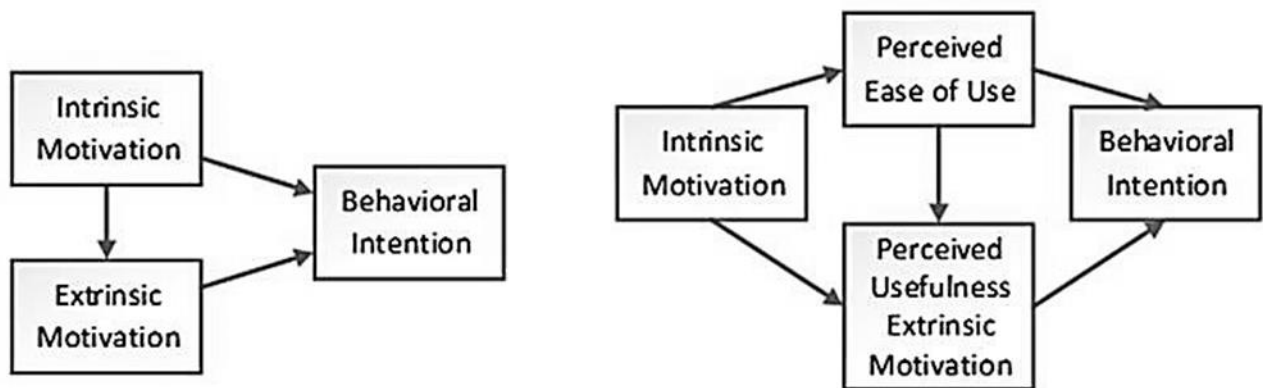 Intrinsic
Motivation
Extrinsic
Motivation
Behavioral
Intention
Intrinsic
Motivation
Perceived
Ease of Use
Perceived
Usefulness
Extrinsic
Motivation
Behavioral
Intention